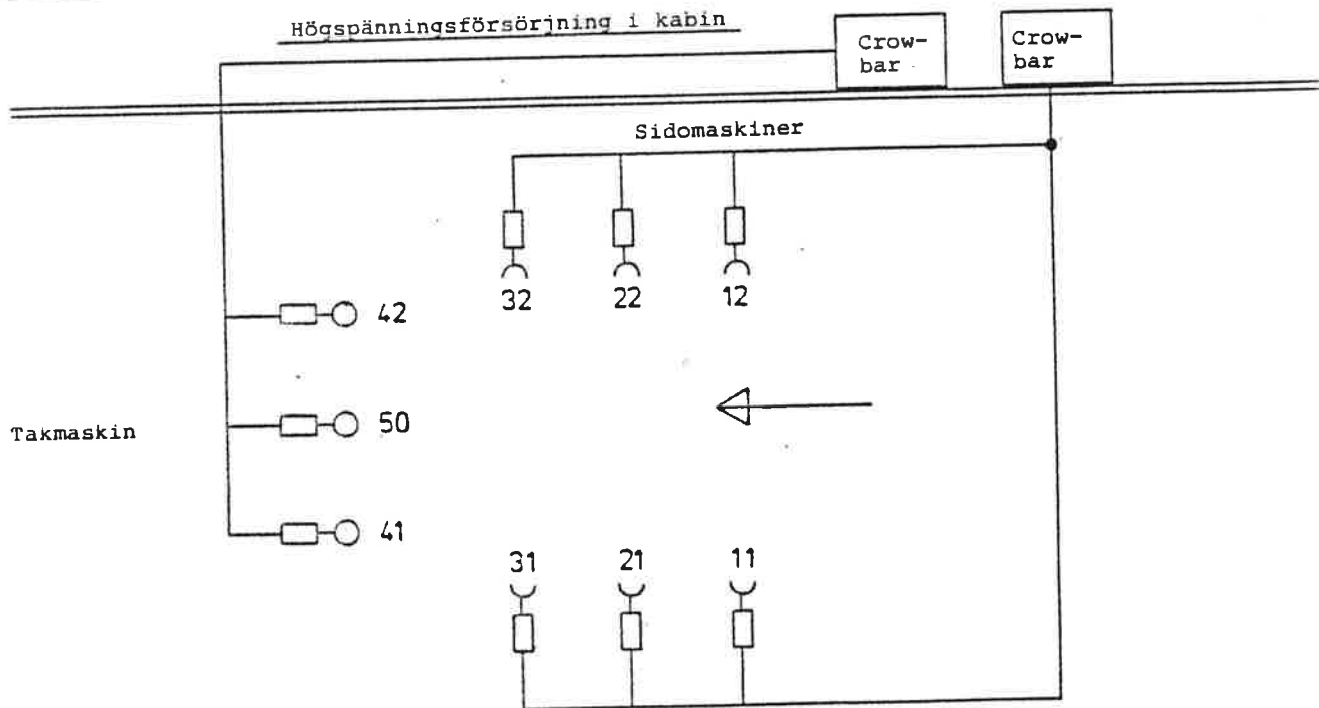 Högspänningsförsörjning i kabin
Crow-
bar
Crow-
bar
Sidomaskiner
32
22
12
42
50
Takmaskin
41
31
21
11